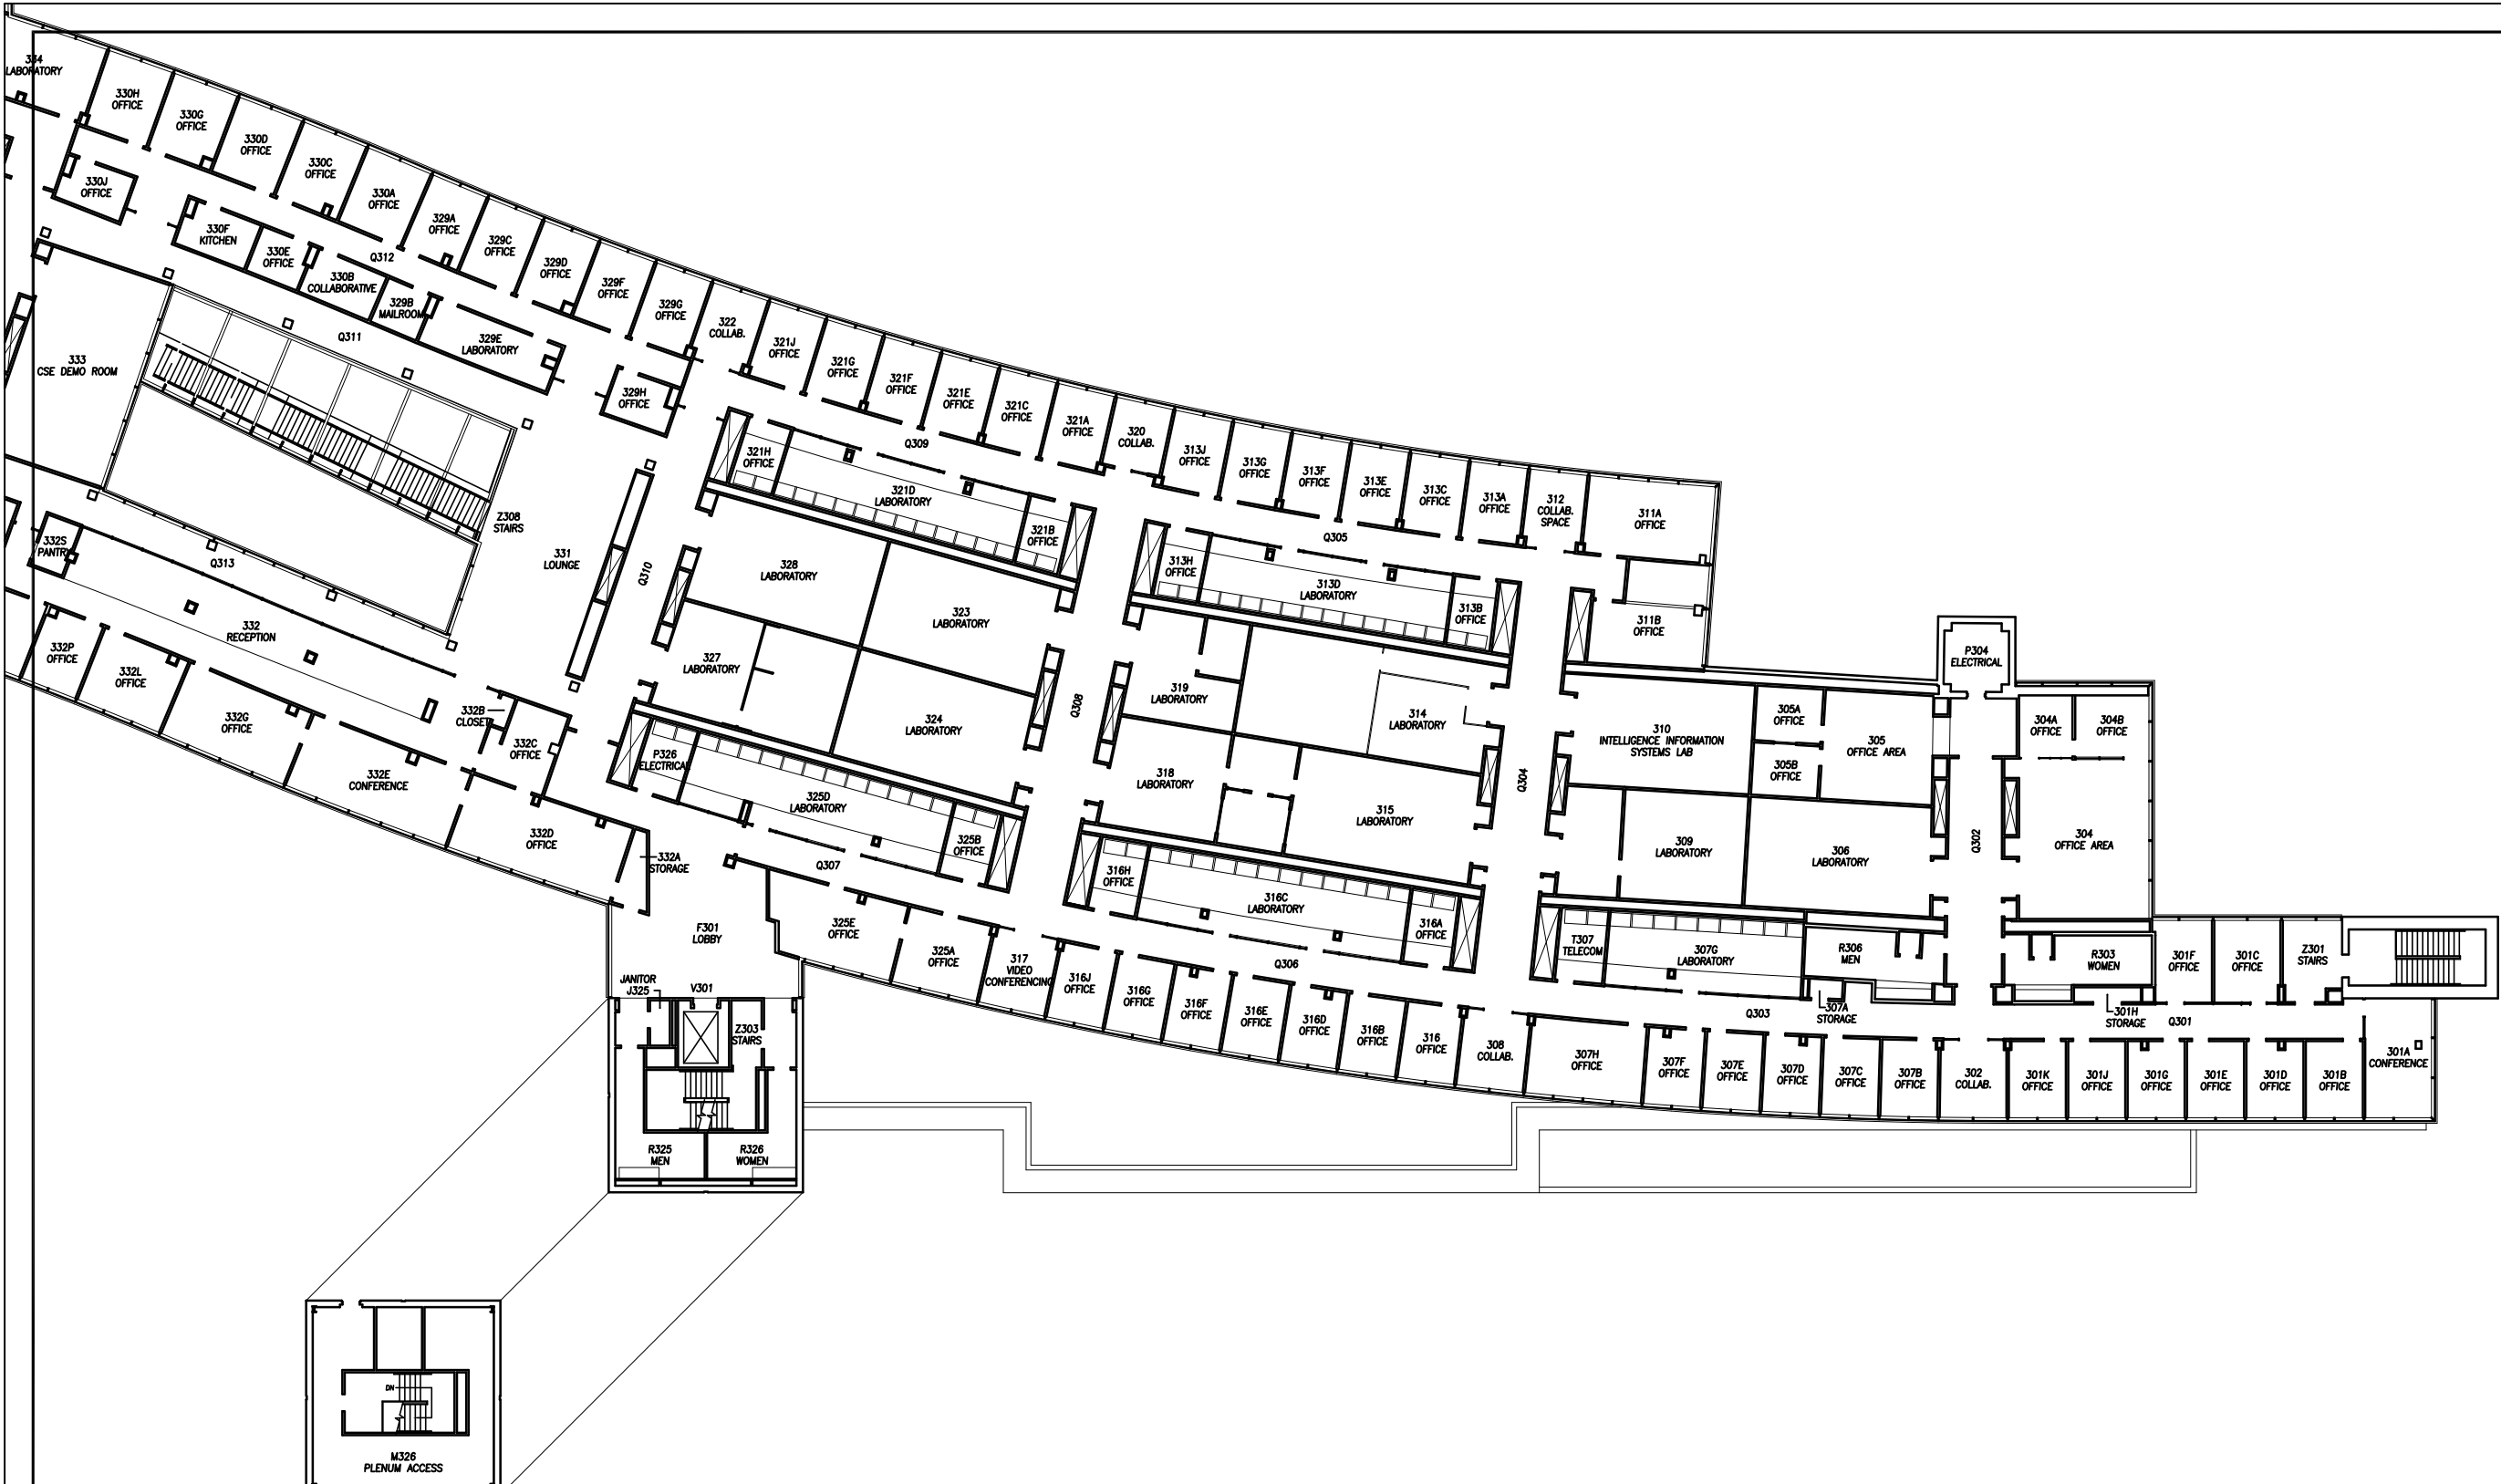 334
LABORATORY
330H
OFFICE
330G
OFFICE
330D
OFFICE
330C
OFFICE
330A
OFFICE
329A
OFFICE
329C
OFFICE
329D
OFFICE
329F
OFFICE
329G
OFFICE
322
COLLAB.
321J
OFFICE
321G
OFFICE
321F
OFFICE
321E
OFFICE
321C
OFFICE
321A
OFFICE
320
COLLAB.
313J
OFFICE
313G
OFFICE
313F
OFFICE
313E
OFFICE
313C
OFFICE
313A
OFFICE
312
COLLAB.
SPACE
311A
OFFICE
330J
OFFICE
330F
KITCHEN
330E
OFFICE
Q312
330B
COLLABORATIVE
329B
MAILROOM
329E
LABORATORY
Q311
329H
OFFICE
333
CSE DEMO ROOM
Z308
STAIRS
331
LOUNGE
Q310
321H
OFFICE
Q309
321D
LABORATORY
321B
OFFICE
Q305
313H
OFFICE
313D
LABORATORY
313B
OFFICE
311B
OFFICE
332S
PANTRY
Q313
332
RECEPTION
332P
OFFICE
332L
OFFICE
332G
OFFICE
332E
CONFERENCE
332B
CLOSET
332C
OFFICE
332D
OFFICE
332A
STORAGE
328
LABORATORY
323
LABORATORY
327
LABORATORY
324
LABORATORY
Q308
319
LABORATORY
314
LABORATORY
318
LABORATORY
315
LABORATORY
Q304
310
INTELLIGENCE INFORMATION
SYSTEMS LAB
305A
OFFICE
305
OFFICE AREA
305B
OFFICE
P304
ELECTRICAL
304A
OFFICE
304B
OFFICE
309
LABORATORY
306
LABORATORY
Q302
304
OFFICE AREA
P326
ELECTRICAL
325D
LABORATORY
325B
OFFICE
Q307
316H
OFFICE
316C
LABORATORY
316A
OFFICE
Q306
T307
TELECOM
307G
LABORATORY
R306
MEN
R303
WOMEN
301F
OFFICE
301C
OFFICE
Z301
STAIRS
F301
LOBBY
325E
OFFICE
325A
OFFICE
317
VIDEO
CONFERENCING
316J
OFFICE
316G
OFFICE
316F
OFFICE
316E
OFFICE
316D
OFFICE
316B
OFFICE
316
OFFICE
308
COLLAB.
307H
OFFICE
Q303
307A
STORAGE
301H
STORAGE
Q301
307F
OFFICE
307E
OFFICE
307D
OFFICE
307C
OFFICE
307B
OFFICE
302
COLLAB.
301K
OFFICE
301J
OFFICE
301G
OFFICE
301E
OFFICE
301D
OFFICE
301B
OFFICE
301A
CONFERENCE
JANITOR
J325
V301
Z303
STAIRS
R325
MEN
R326
WOMEN
DN
M326
PLENUM ACCESS